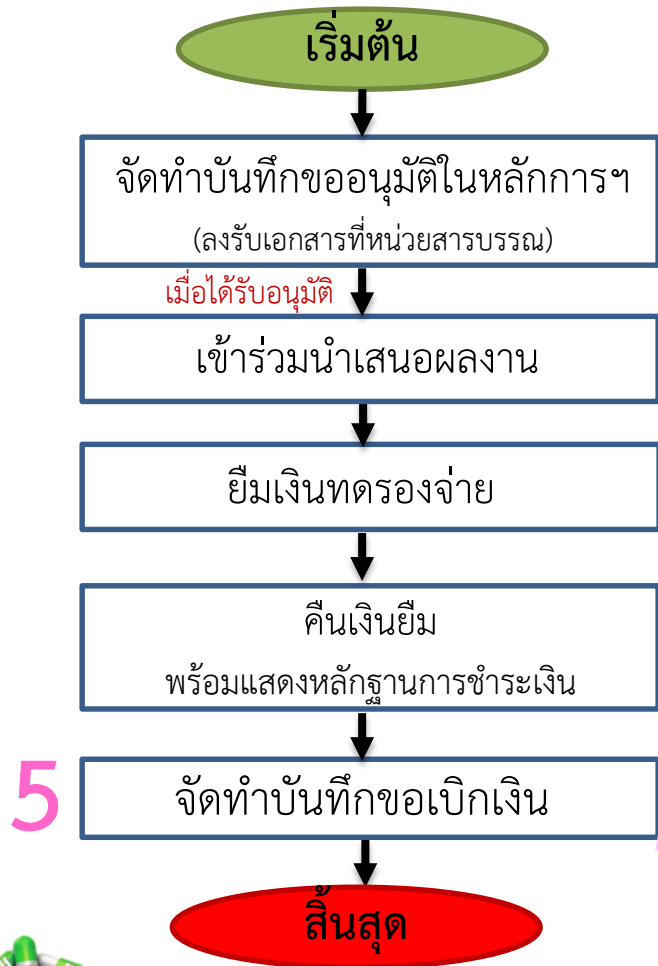 เริ่มต้น
จัดทำบันทึกขออนุมัติในหลักการฯ
(ลงรับเอกสารที่หน่วยสารบรรณ)
เมื่อได้รับอนุมัติ
เข้าร่วมนำเสนอผลงาน
ยืมเงินทดรองจ่าย
คืนเงินยืม
พร้อมแสดงหลักฐานการชำระเงิน
5 จัดทำบันทึกขอเบิกเงิน
สิ้นสุด